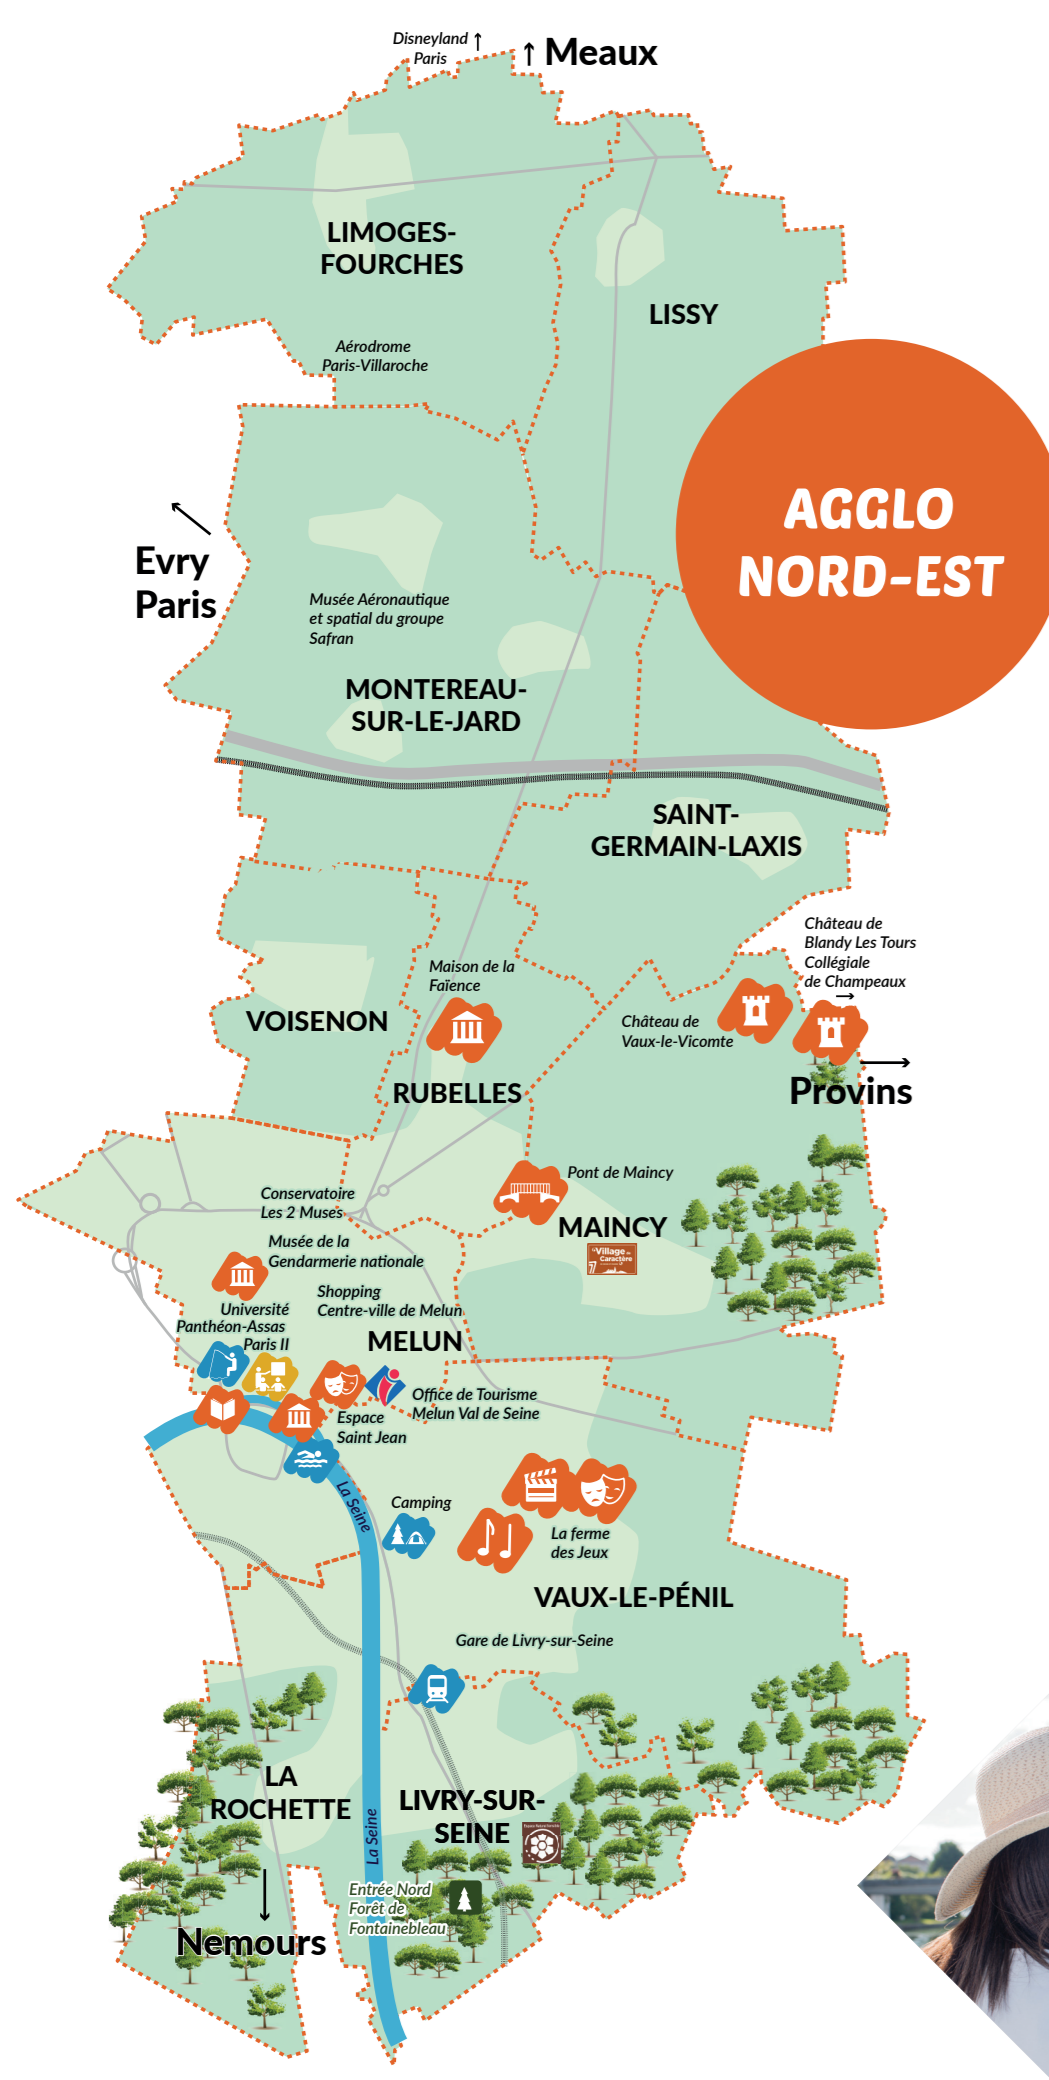 Disneyland ↑
Paris
↑ Meaux
LIMOGES-
FOURCHES
LISSY
Aérodrome
Paris-Villaroche
AGGLO
NORD-EST
Evry
Paris
Musée Aéronautique
et spatial du groupe
Safran
MONTEREAU-
SUR-LE-JARD
SAINT-
GERMAIN-LAXIS
Château de
Blandy Les Tours
Collégiale
de Champeaux
→
Maison de la
Faïence
VOISENON
Château de
Vaux-le-Vicomte
RUBELLES
Provins
Pont de Maincy
Conservatoire
Les 2 Muses
MAINCY
Village de
Caractère
Musée de la
Gendarmerie nationale
Shopping
Centre-ville de Melun
Université
Panthéon-Assas
Paris II
MELUN
Office de Tourisme
Melun Val de Seine
Espace
Saint Jean
La Seine
Camping
La ferme
des Jeux
VAUX-LE-PÉNIL
Gare de Livry-sur-Seine
LA
ROCHETTE
LIVRY-SUR-
SEINE
La Seine
Entrée Nord
Forêt de
Fontainebleau
Nemours